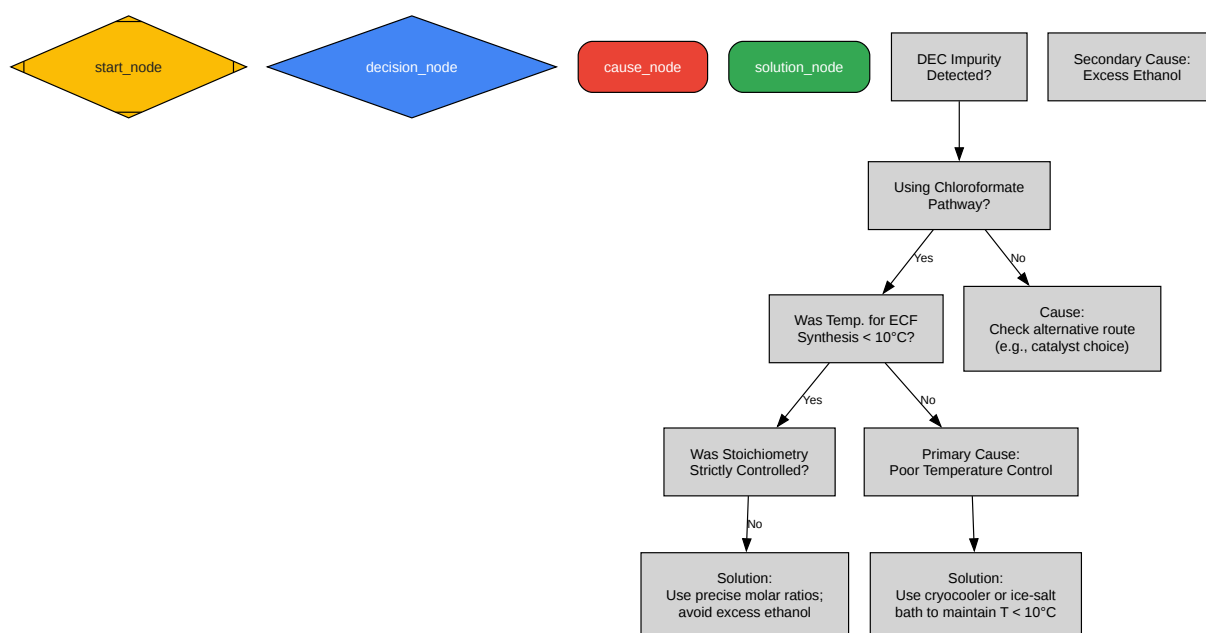 start_node
decision_node
cause_node
solution_node
DEC Impurity
Detected?
Secondary Cause:
Excess Ethanol
Using Chloroformate
Pathway?
Yes
No
Was Temp. for ECF
Synthesis < 10°C?
Cause:
Check alternative route
(e.g., catalyst choice)
Yes
No
Was Stoichiometry
Strictly Controlled?
Primary Cause:
Poor Temperature Control
No
Solution:
Use precise molar ratios;
avoid excess ethanol
Solution:
Use cryocooler or ice-salt
bath to maintain T < 10°C